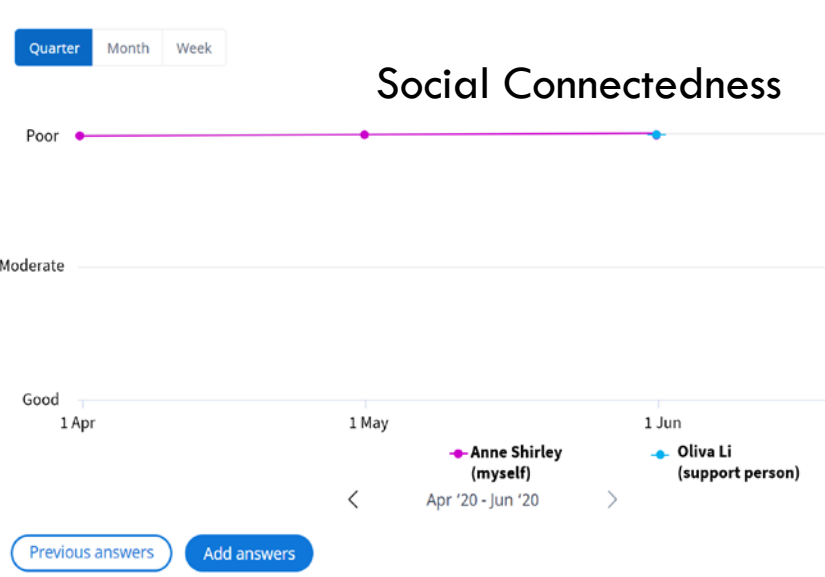 Quarter Month Week
Social Connectedness
Poor
Moderate
Good
1 Apr 1 May 1 Jun
Anne Shirley
(myself)
Oliva Li
(support person)
Apr ‘20 - Jun ‘20
Previous answers Add answers